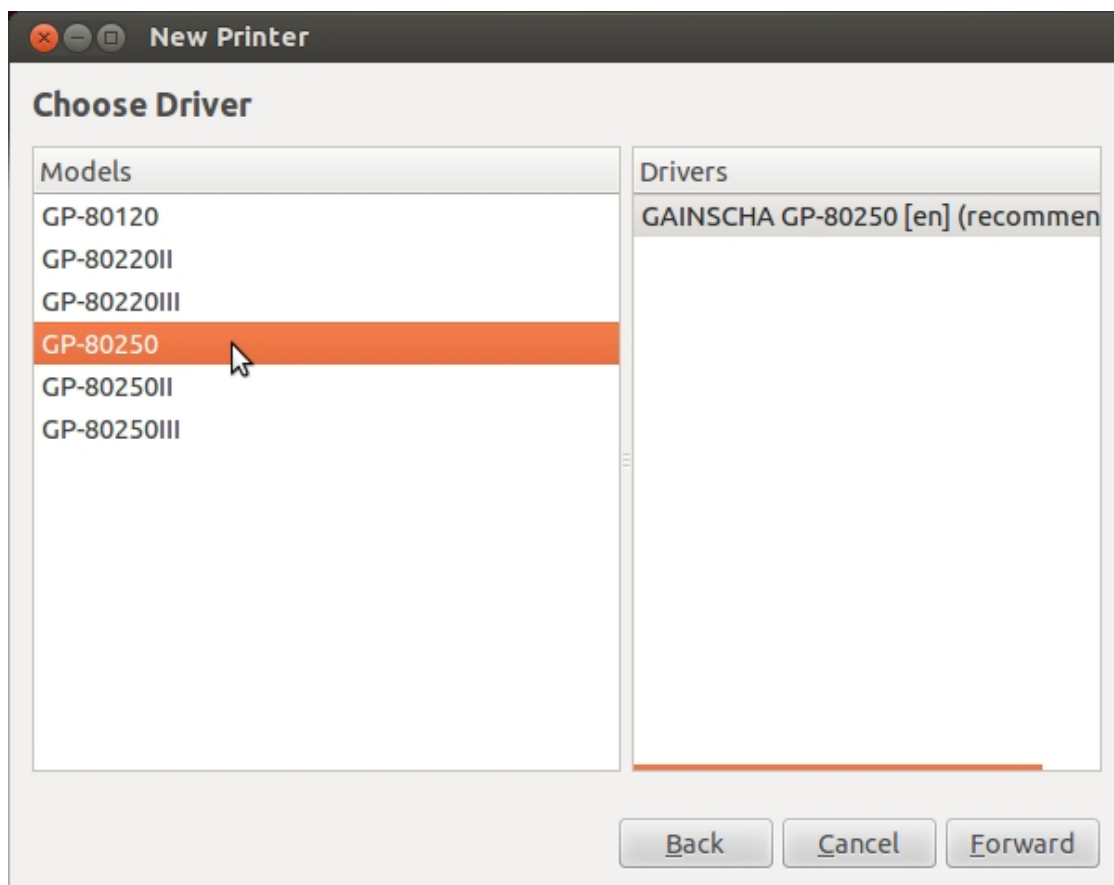 New Printer
Choose Driver
Models
GP-80120
GP-80220II
GP-80220III
GP-80250
GP-80250II
GP-80250III
Drivers
GAINSCHA GP-80250 [en] (recommen
Back
Cancel
Forward